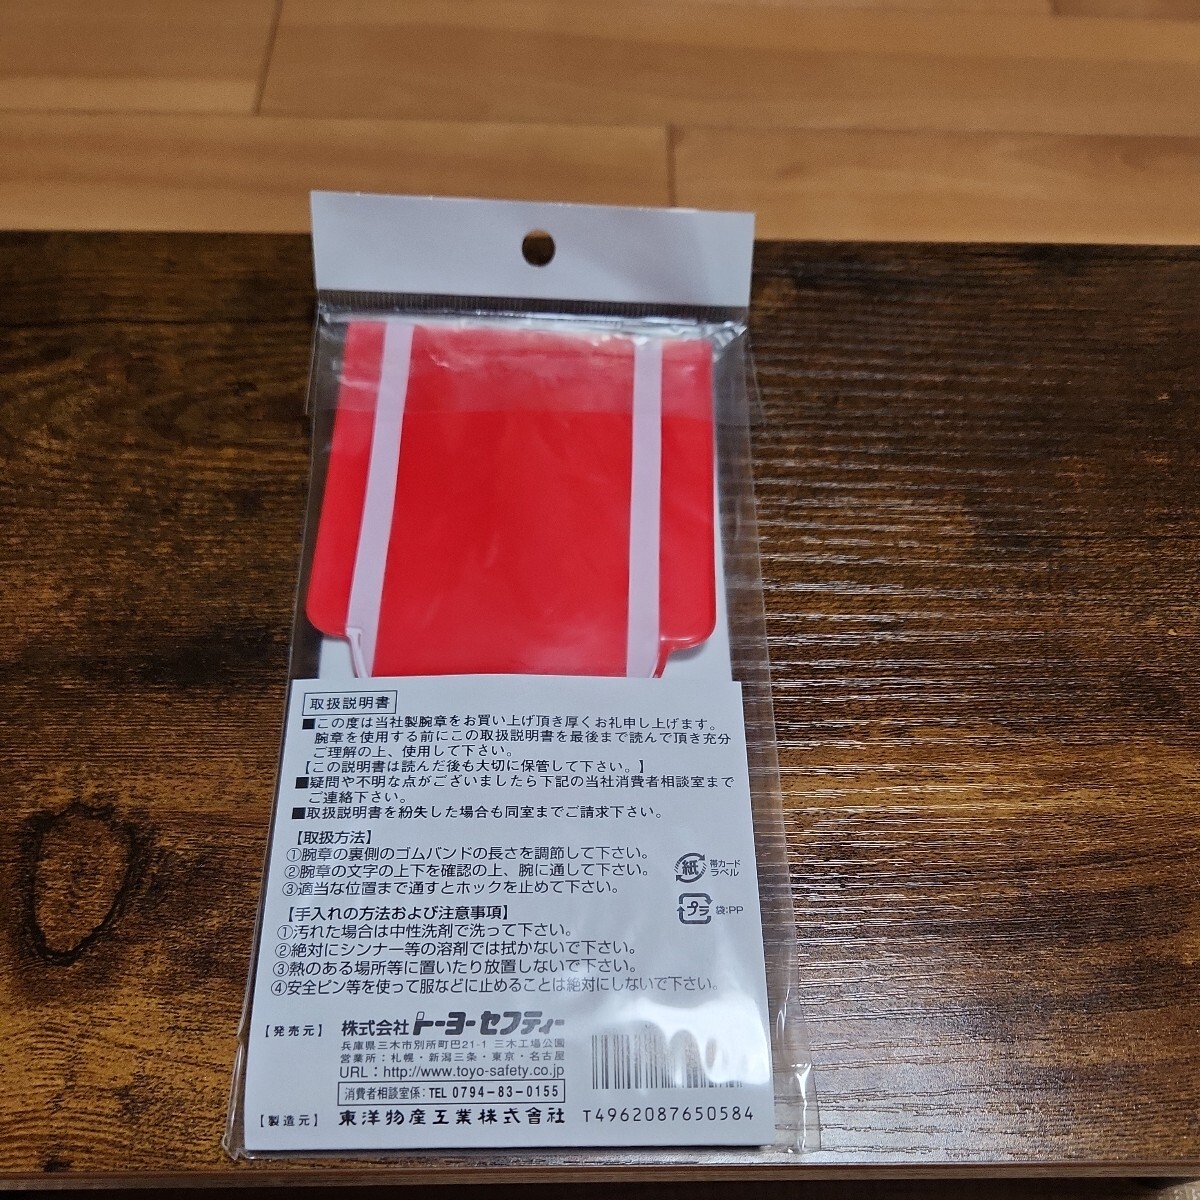 取扱説明書
■この度は当社製腕章をお買い上げ頂き厚くお礼申し上げます。
腕章を使用する前にこの取扱説明書を最後まで読んで頂き充分
ご理解の上、使用して下さい。
【この説明書は読んだ後も大切に保管して下さい。】
■疑問や不明な点がございましたら下記の当社消費者相談室まで
ご連絡下さい。
■取扱説明書を紛失した場合も同室までご請求下さい。
【取扱方法】
①腕章の裏側のゴムバンドの長さを調節して下さい。
②腕章の文字の上下を確認の上、腕に通して下さい。
③適当な位置まで通すとホックを止めて下さい。
紙
帯カード
ラベル
プラ
袋:PP
【手入れの方法および注意事項】
①汚れた場合は中性洗剤で洗って下さい。
②絶対にシンナー等の溶剤では拭かないで下さい。
③熱のある場所等に置いたり放置しないで下さい。
④安全ピン等を使って服などに止めることは絶対にしないで下さい。
【発売元】 株式会社 トーヨーセフティー
兵庫県三木市別所町巴21-1 三木工場公園
営業所：札幌・新潟三条・東京・名古屋
URL：http://www.toyo-safety.co.jp
消費者相談室係：TEL 0794-83-0155
【製造元】 東洋物産工業株式會社
T4962087650584